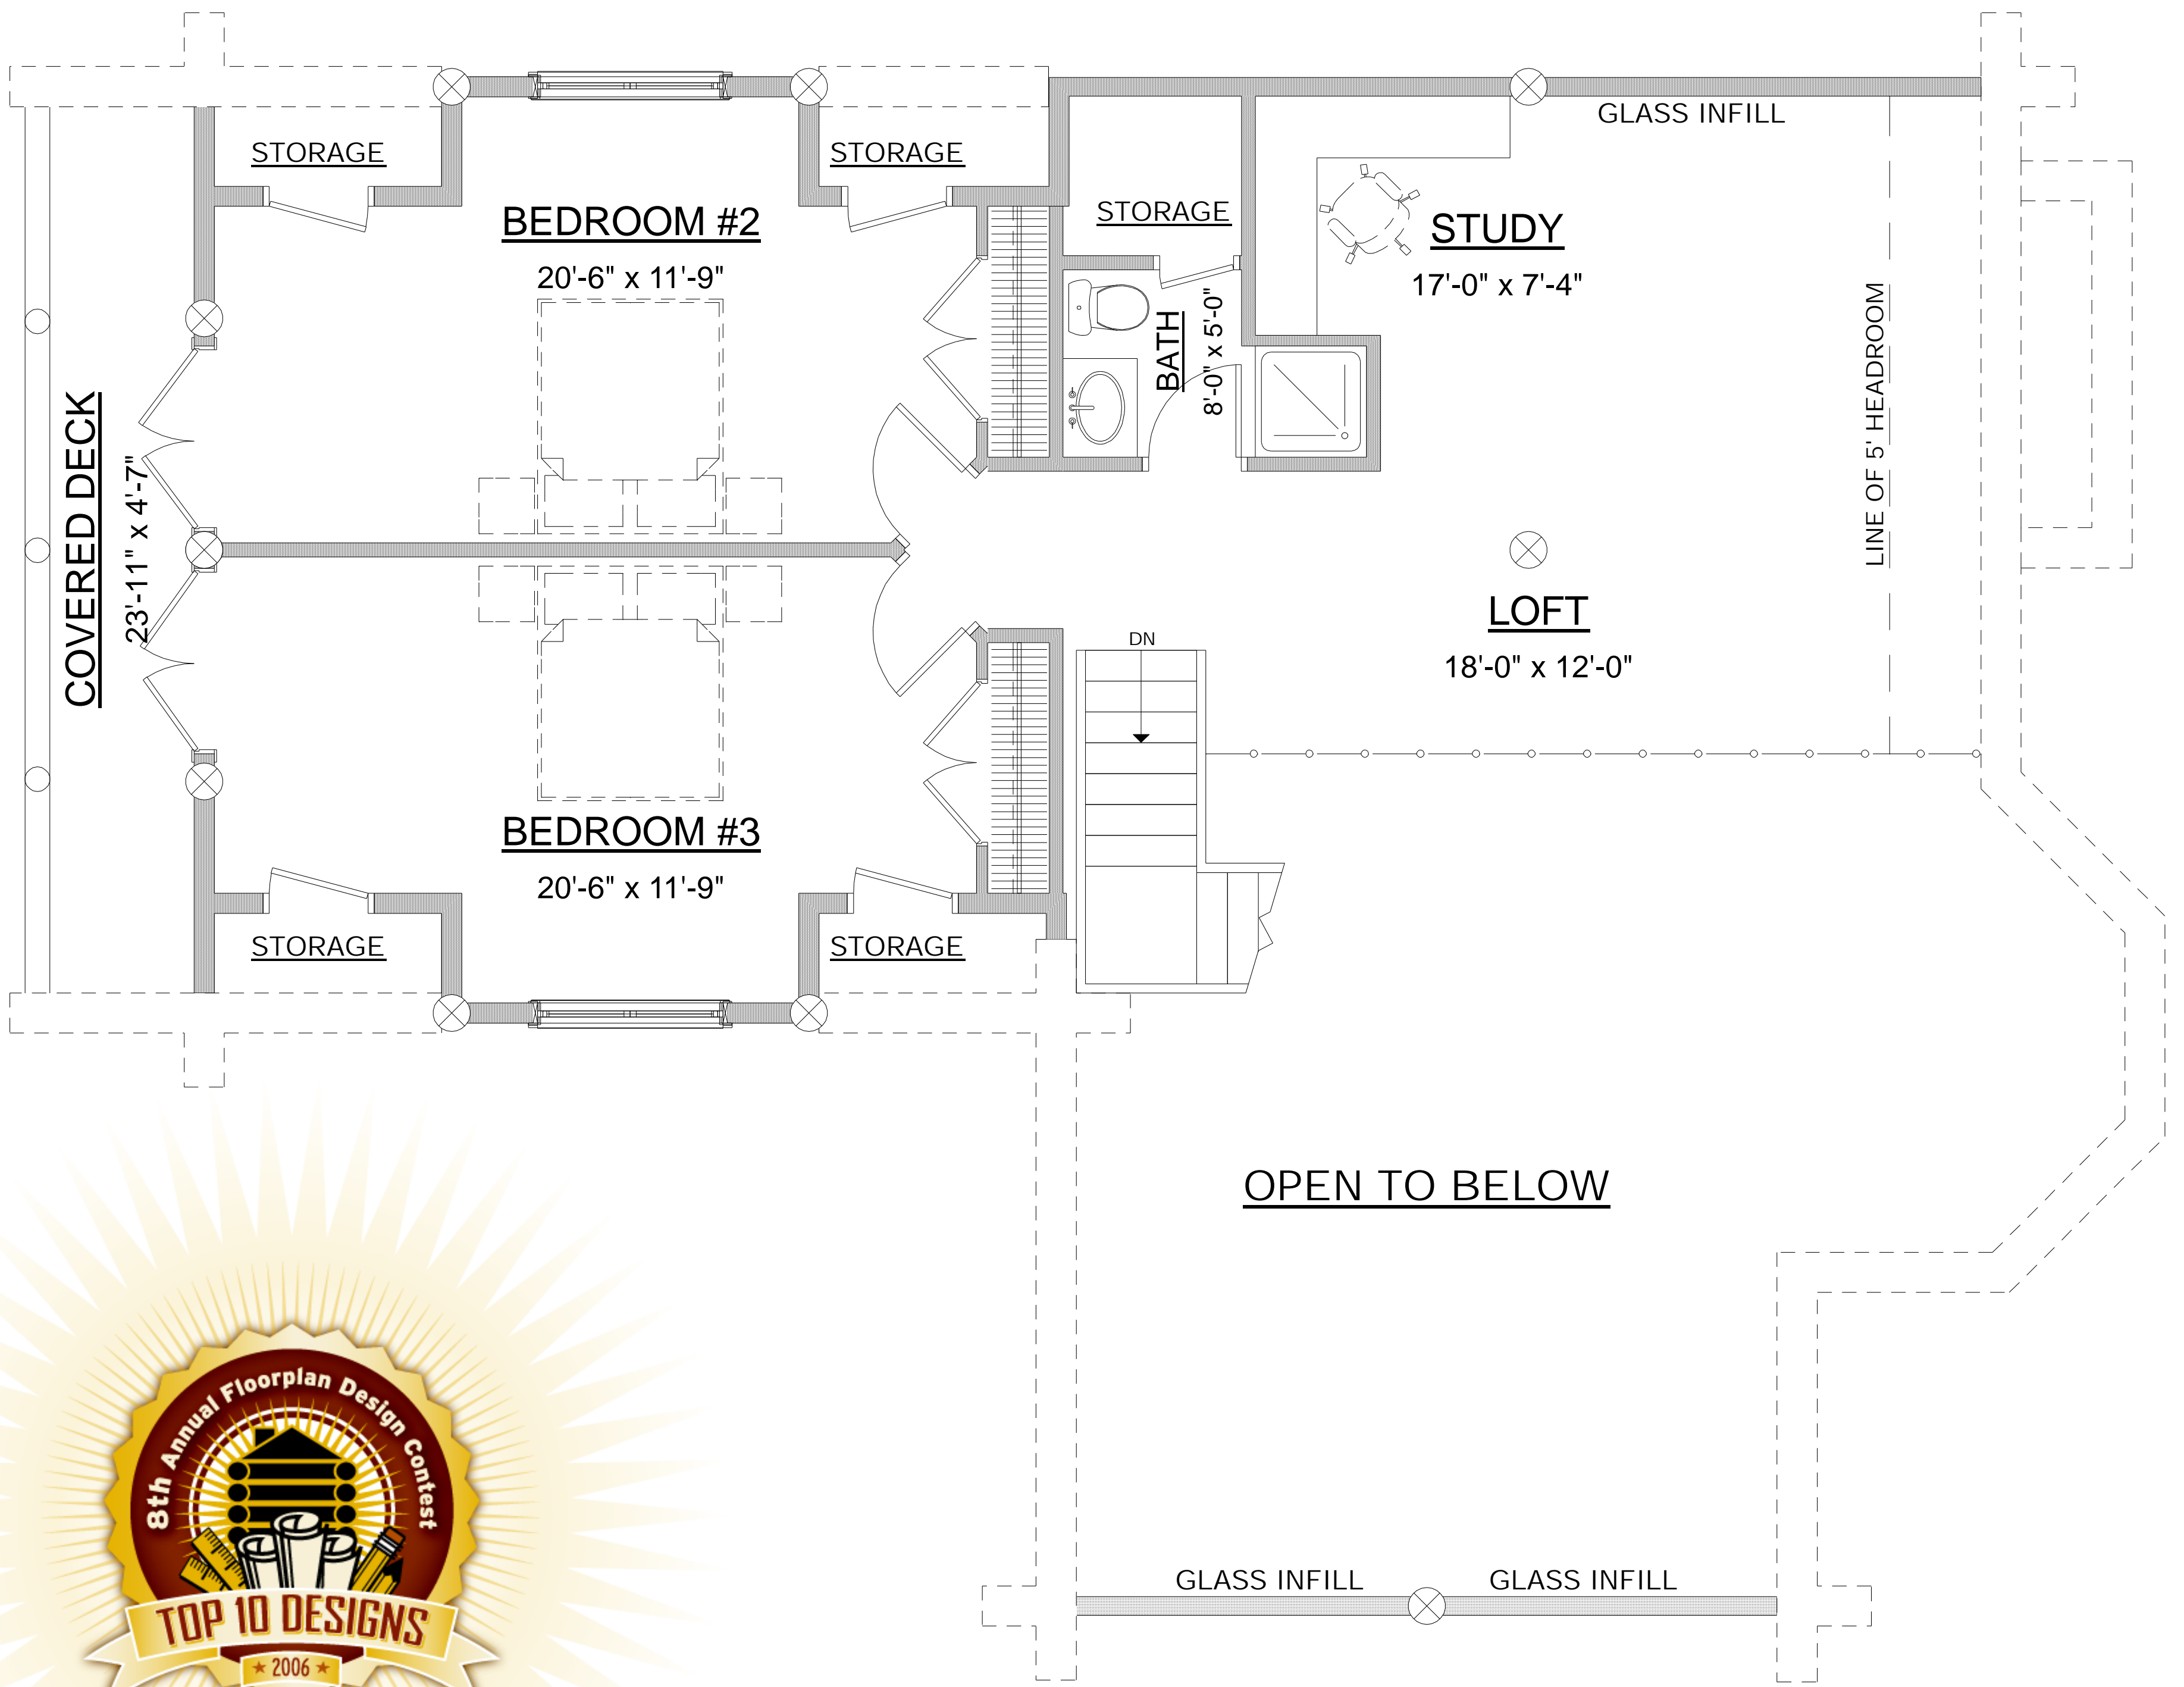 GLASS INFILL
STORAGE
STORAGE
BEDROOM #2
20'-6" x 11'-9"
STORAGE
STUDY
17'-0" x 7'-4"
BATH
8'-0" x 5'-0"
LINE OF 5' HEADROOM
COVERED DECK
23'-11" x 4'-7"
LOFT
18'-0" x 12'-0"
DN
BEDROOM #3
20'-6" x 11'-9"
STORAGE
STORAGE
OPEN TO BELOW
GLASS INFILL
GLASS INFILL
8th Annual Floorplan Design Contest
TOP 10 DESIGNS
2006